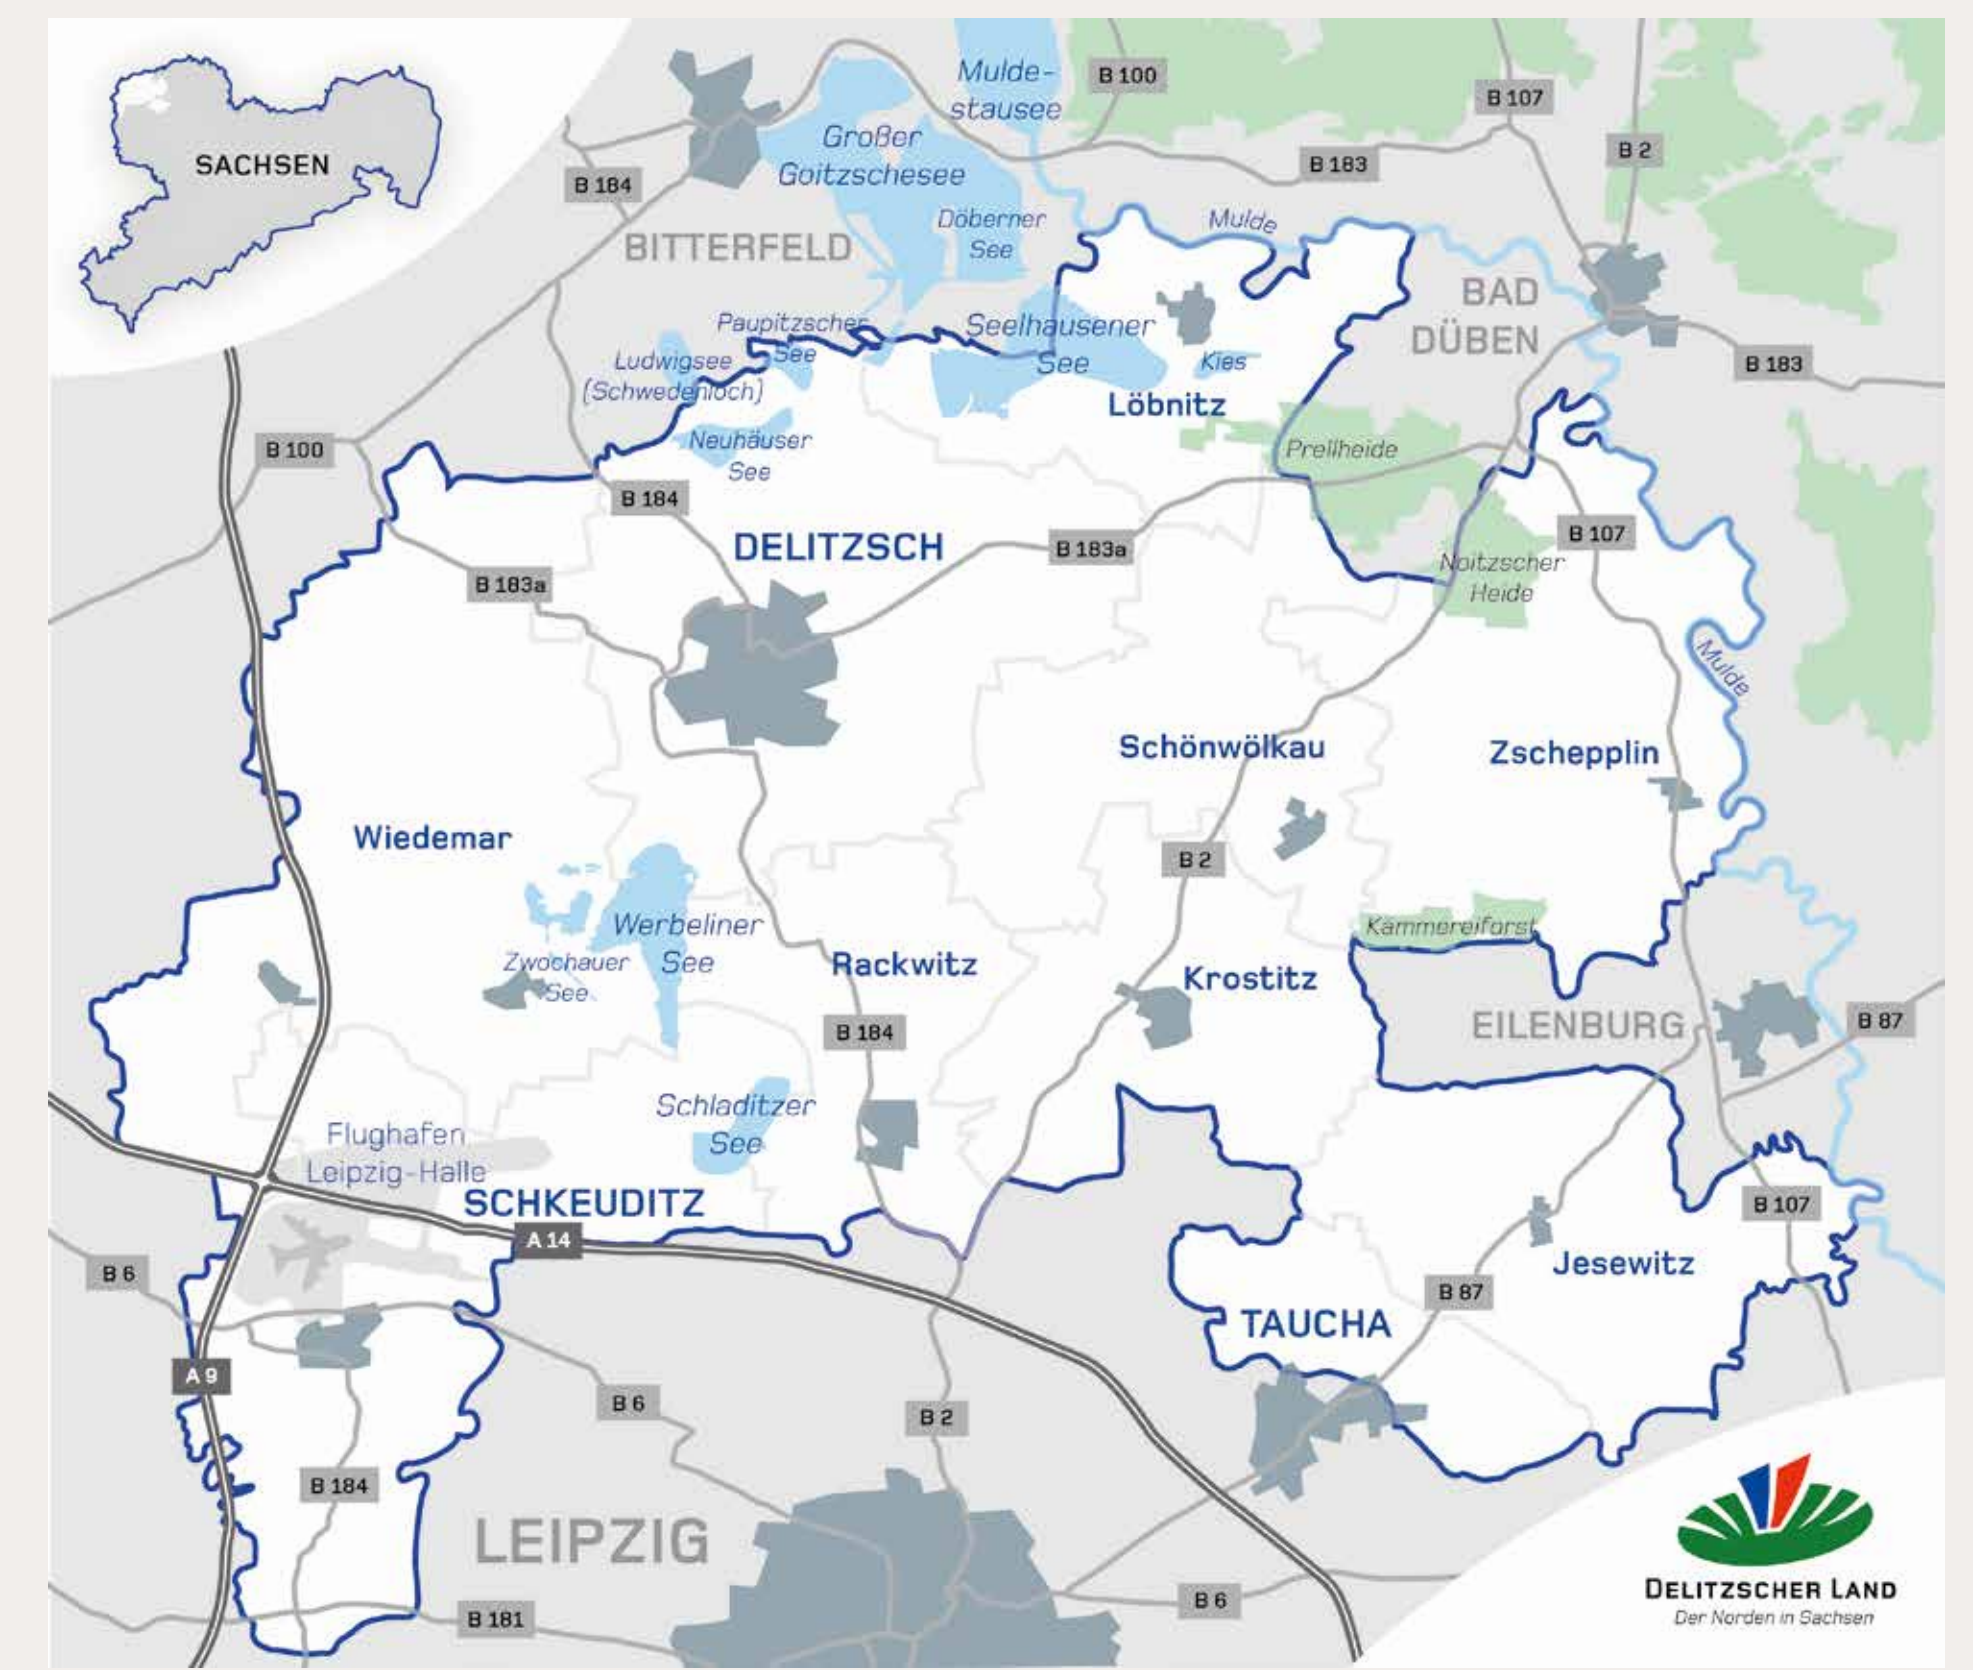 SACHSEN
Mulde-
stausee
B 100
B 107
B 2
B 183
B 184
Großer
Goitzschesee
Döberner
See
Mulde
BITTERFELD
BAD
DÜBEN
Paupitzscher
See
Seelhausener
See
Ludwigsee
(Schwedenloch)
Kies
B 183
Löbnitz
B 100
Neuhäuser
See
Prellheide
B 184
DELITZSCH
B 183a
B 107
B 183a
Noitzscher
Heide
Mulde
Schönwölkau
Zschepplin
Wiedemar
B 2
Werbeliner
See
Kämmereiforst
Zwochauer
See
Rackwitz
Krostitz
B 184
EILENBURG
B 87
Schladitzer
See
Flughafen
Leipzig-Halle
SCHKEUDITZ
A 14
B 107
B 6
Jesewitz
B 87
TAUCHA
A 9
B 6
B 2
B 184
LEIPZIG
B 181
B 6
DELITZSCHER LAND
Der Norden in Sachsen